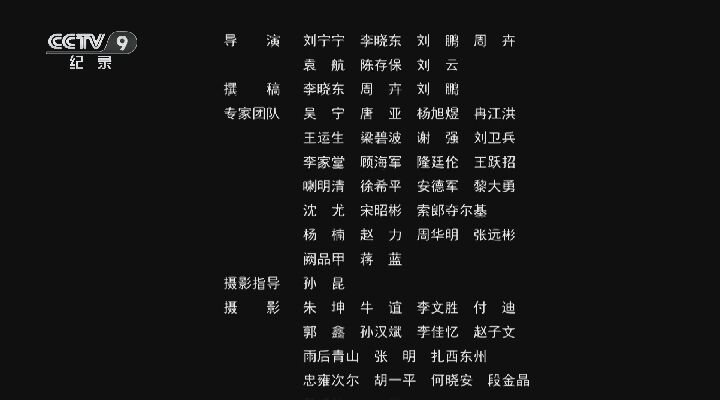 CCTV 9
纪录
导 演 刘宁宁 李晓东 刘 鹏 周 卉
袁 航 陈存保 刘 云
撰 稿 李晓东 周 卉 刘 鹏
专家团队 吴 宁 唐 亚 杨旭煜 冉江洪
王运生 梁碧波 谢 强 刘卫兵
李家堂 顾海军 隆廷伦 王跃招
喇明清 徐希平 安德军 黎大勇
沈 尤 宋昭彬 索郎夺尔基
杨 楠 赵 力 周华明 张远彬
阙品甲 蒋 蓝
摄影指导 孙 昆
摄 影 朱 坤 牛 谊 李文胜 付 迪
郭 鑫 孙汉斌 李佳忆 赵子文
雨后青山 张 明 扎西东州
忠雍次尔 胡一平 何晓安 段金晶